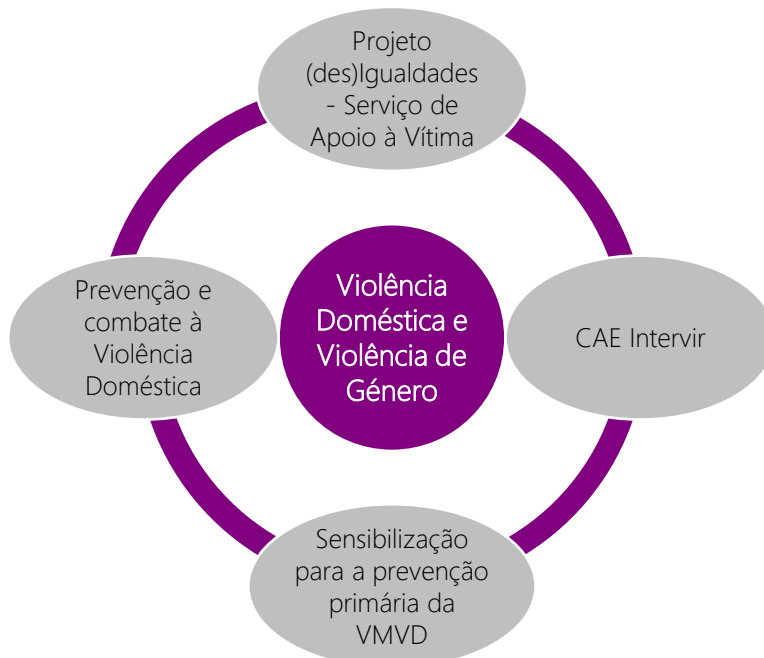 Projeto
(des)Igualdades
- Serviço de
Apoio à Vítima
Prevenção e
combate à
Violência
Doméstica
Violência
Doméstica e
Violência de
Género
CAE Intervir
Sensibilização
para a prevenção
primária da
VMVD